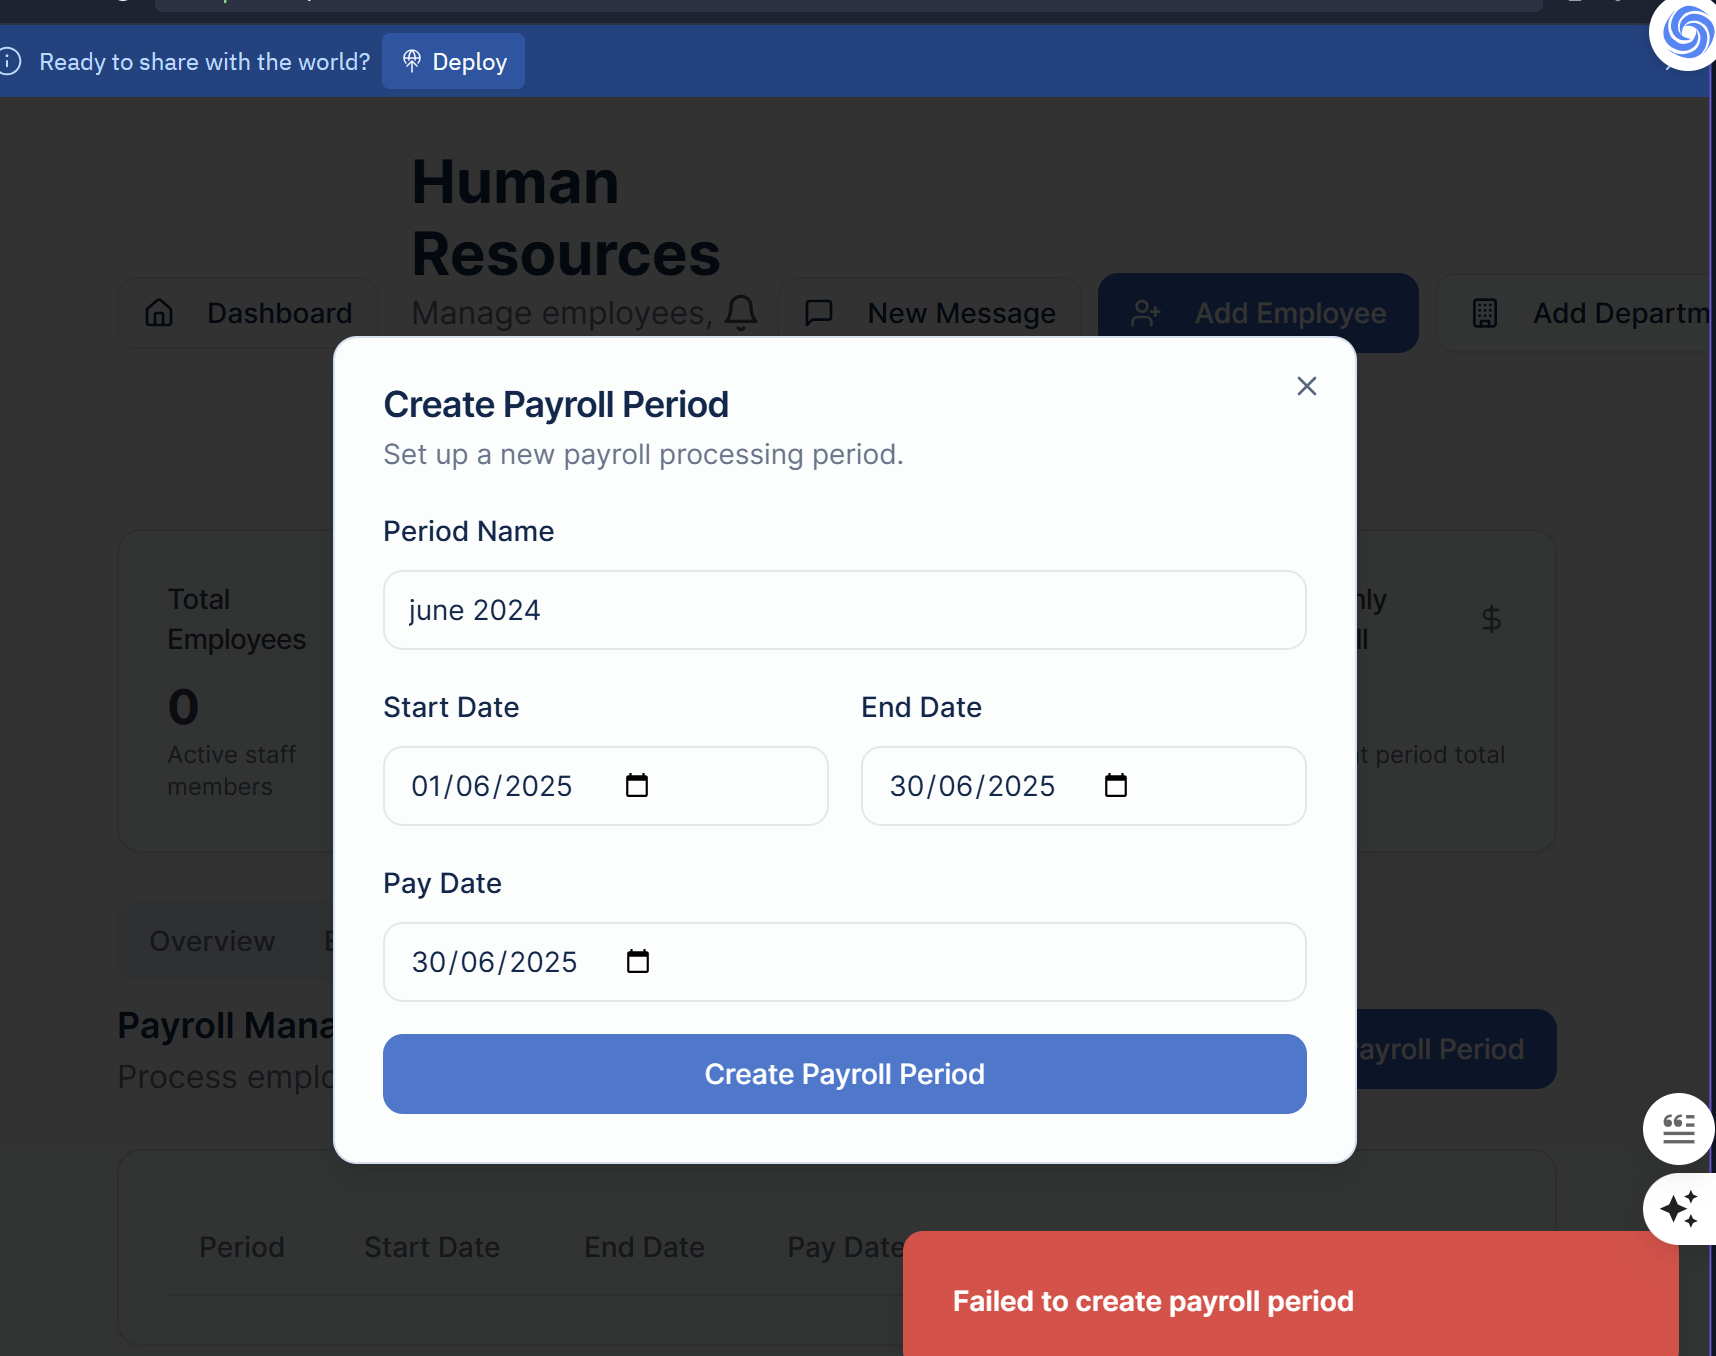 Ready to share with the world?
Deploy
Human
Resources
Dashboard
Manage employees,
New Message
Add Employee
Add Departm
Create Payroll Period
Set up a new payroll processing period.
Period Name
june 2024
Start Date
End Date
01/06/2025
30/06/2025
Pay Date
30/06/2025
Create Payroll Period
Total
Employees
0
Active staff
members
$
period total
Overview
Payroll Mana
Process emplo
ayroll Period
Period
Start Date
End Date
Pay Date
Failed to create payroll period